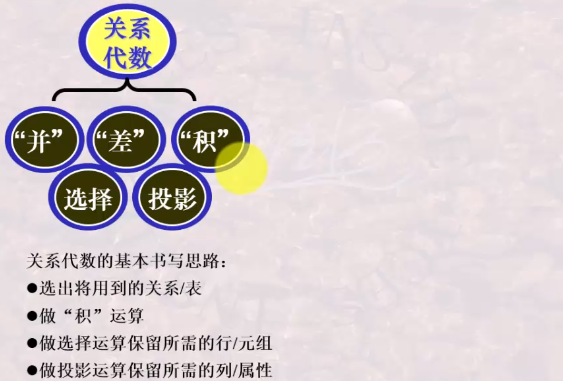 关系
代数
“并” “差” “积”
选择 投影
关系代数的基本书写思路：
●选出将用到的关系/表
●做“积”运算
●做选择运算保留所需的行/元组
●做投影运算保留所需的列/属性